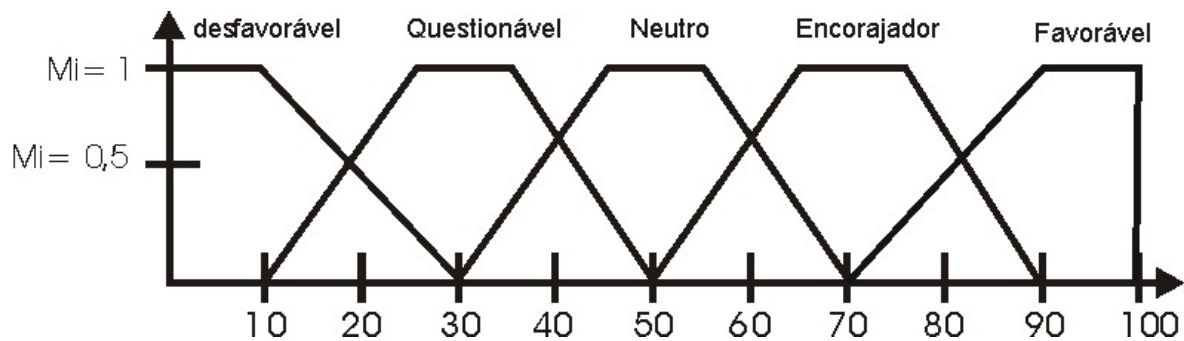 desfavorável Questionável Neutro Encorajador Favorável
Mi= 1
Mi= 0,5
10 20 30 40 50 60 70 80 90 100